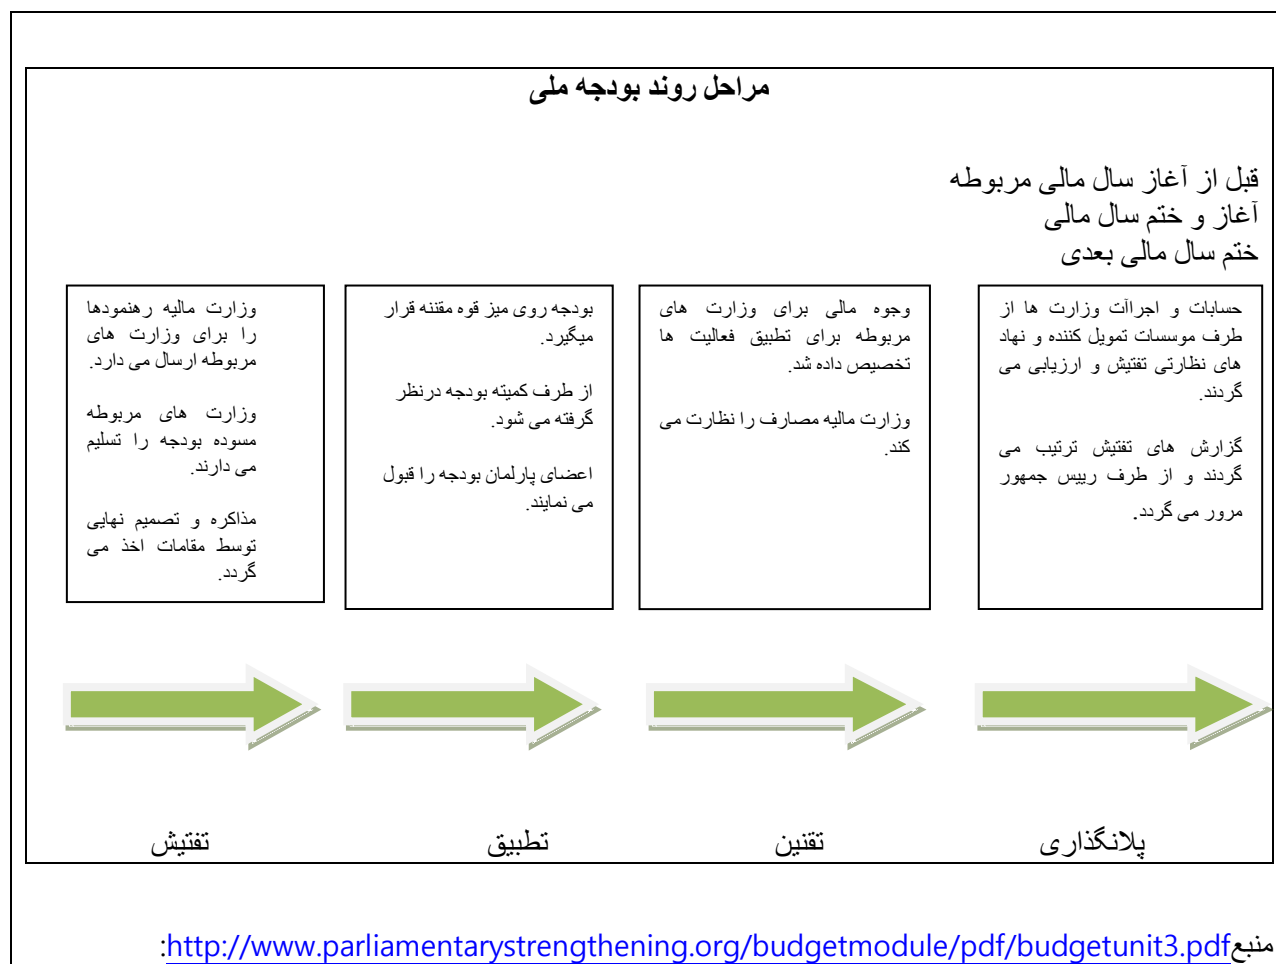 مراحل روند بودجه ملی
قبل از آغاز سال مالی مربوطه
آغاز و ختم سال مالی
ختم سال مالی بعدی
حسابات و اجراآت وزارت ها از
طرف موسسات تمویل کننده و نهاد
های نظارتی تفتیش و ارزیابی می
گردند.
گزارش های تفتیش ترتیب می
گردند و از طرف رییس جمهور
مرور می گردد.
وجوه مالی برای وزارت های
مربوطه برای تطبیق فعالیت ها
تخصیص داده شد.
وزارت مالیه مصارف را نظارت می
کند.
بودجه روی میز قوه مقننه قرار
میگیرد.
از طرف کمیته بودجه درنظر
گرفته می شود.
اعضای پارلمان بودجه را قبول
می نمایند.
وزارت مالیه رهنمودها
را برای وزارت های
مربوطه ارسال می دارد.
وزارت های مربوطه
مسوده بودجه را تسلیم
می دارند.
مذاکره و تصمیم نهایی
توسط مقامات اخذ می
گردد.
پلانگذاری
تقنین
تطبیق
تفتیش
منبعhttp://www.parliamentarystrengthening.org/budgetmodule/pdf/budgetunit3.pdf: